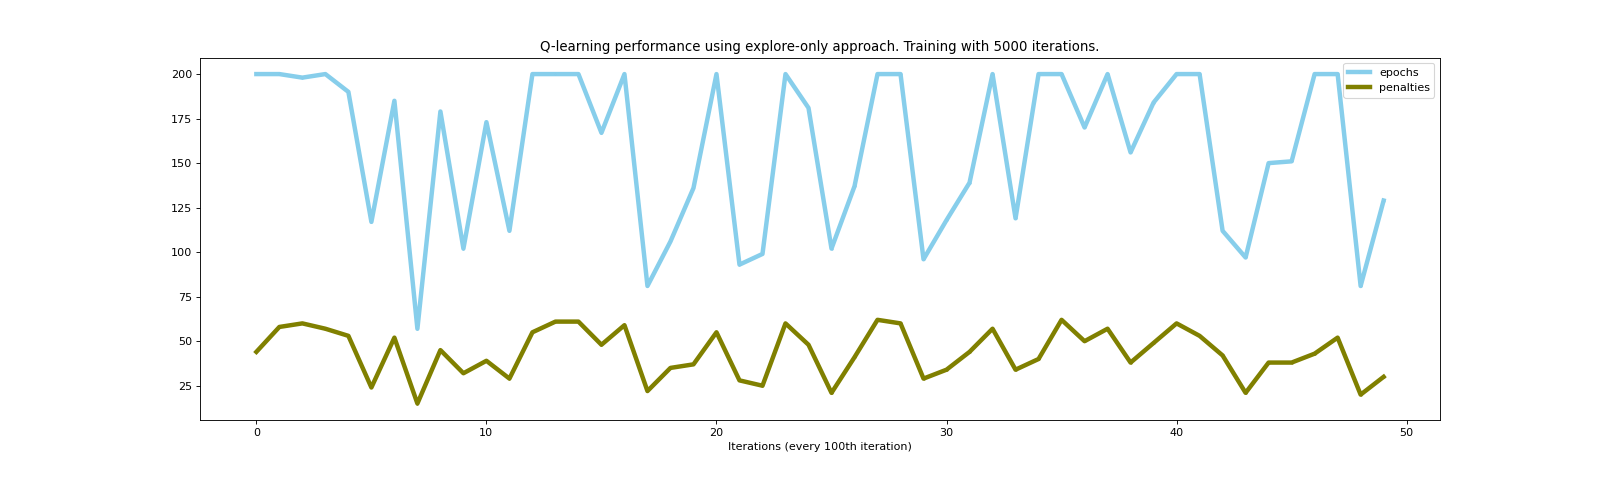 Q-learning performance using explore-only approach. Training with 5000 iterations.
epochs
penalties
200
175
150
125
100
75
50
25
0 10 20 30 40 50
Iterations (every 100th iteration)